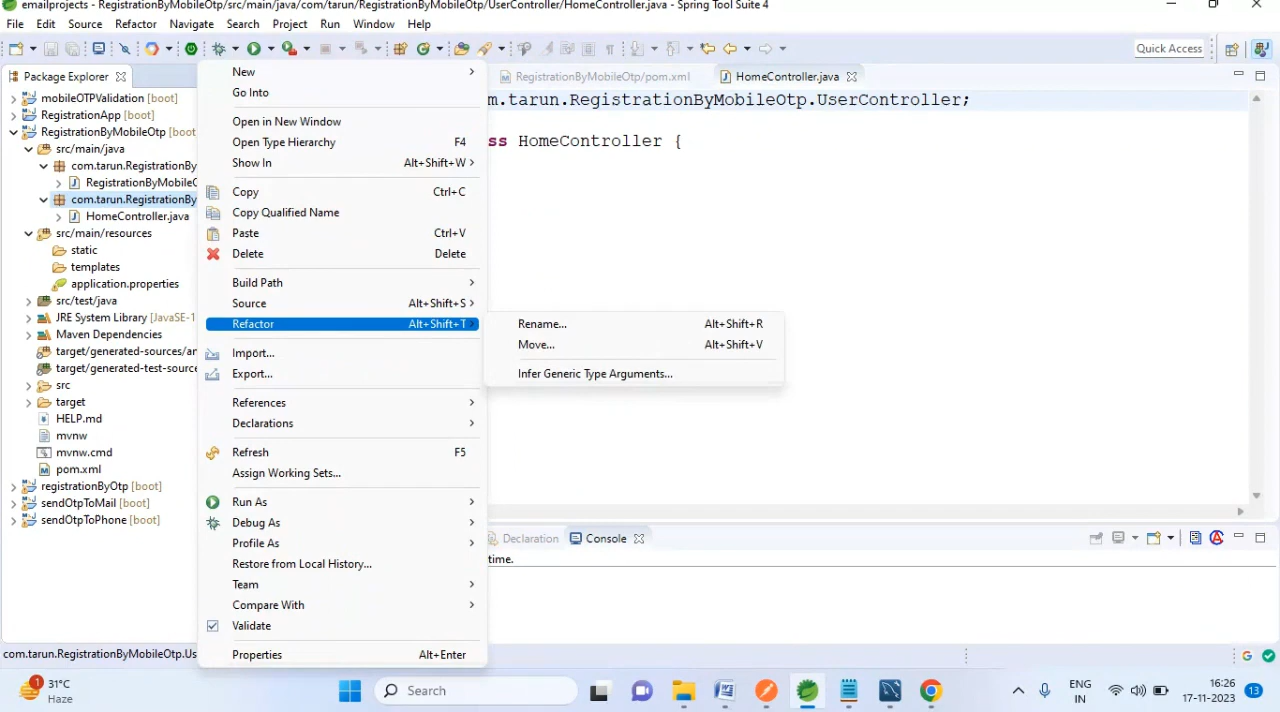 emailprojects - RegistrationByMobileOtp/src/main/java/com/tarun/RegistrationByMobileOtp/UserController/HomeController.java - Spring Tool Suite 4
File Edit Source Refactor Navigate Search Project Run Window Help
Quick Access
Package Explorer
RegistrationByMobileOtp/pom.xml
HomeController.java
mobileOTPValidation [boot]
RegistrationApp [boot]
RegistrationByMobileOtp [boot
src/main/java
com.tarun.RegistrationBy
RegistrationByMobileO
com.tarun.RegistrationBy
HomeController.java
src/main/resources
static
templates
application.properties
src/test/java
JRE System Library [JavaSE-1
Maven Dependencies
target/generated-sources/an
target/generated-test-source
src
target
HELP.md
mvnw
mvnw.cmd
pom.xml
registrationByOtp [boot]
sendOtpToMail [boot]
sendOtpToPhone [boot]
New
Go Into
Open in New Window
Open Type Hierarchy F4
Show In Alt+Shift+W
Copy Ctrl+C
Copy Qualified Name
Paste Ctrl+V
Delete Delete
Build Path
Source Alt+Shift+S
Refactor Alt+Shift+T
Import...
Export...
References
Declarations
Refresh F5
Assign Working Sets...
Run As
Debug As
Profile As
Restore from Local History...
Team
Compare With
Validate
Properties Alt+Enter
Rename... Alt+Shift+R
Move... Alt+Shift+V
Infer Generic Type Arguments...
m.tarun.RegistrationByMobileOtp.UserController;
ss HomeController {
Declaration
Console
time.
com.tarun.RegistrationByMobileOtp.Us
1
31°C
Haze
Search
ENG
IN
16:26
17-11-2023
13